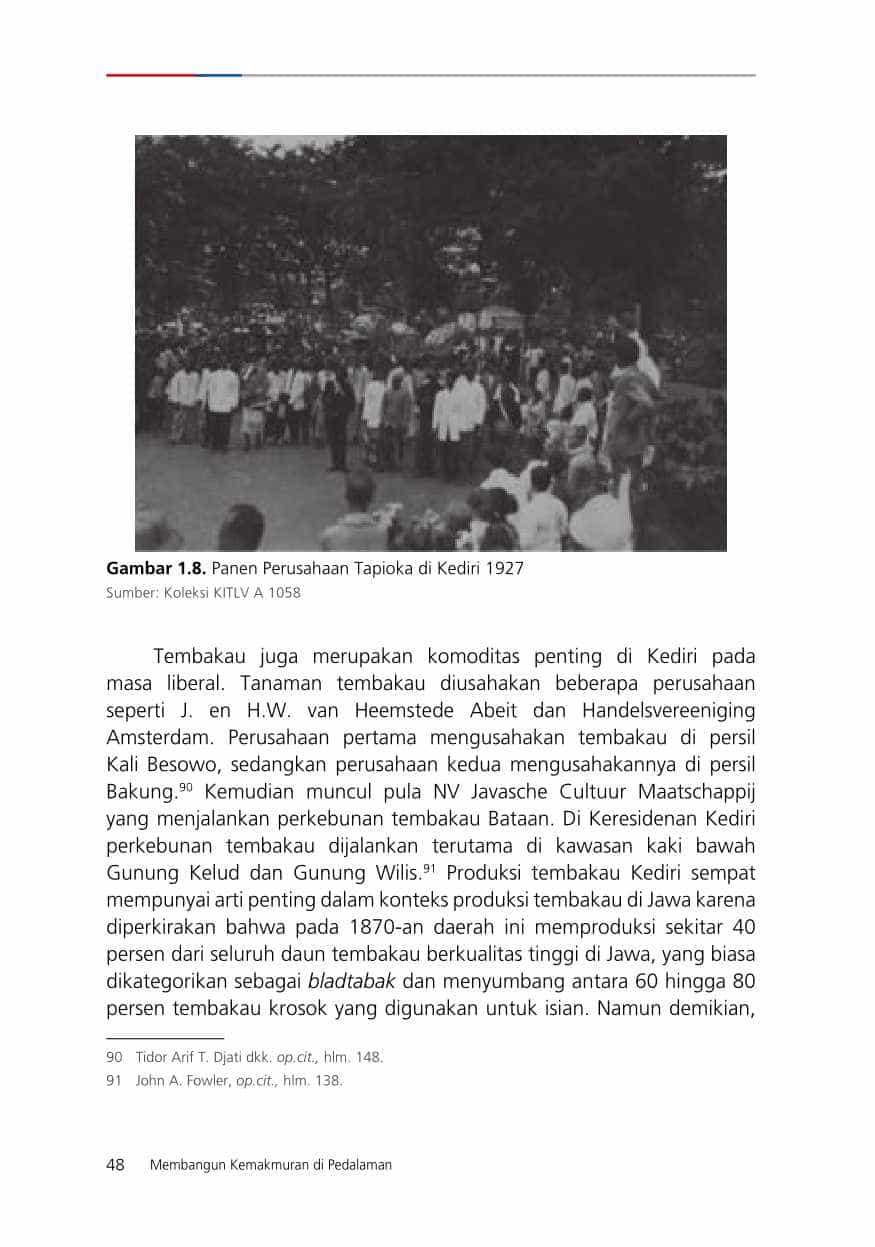 Gambar 1.8. Panen Perusahaan Tapioka di Kediri 1927
Sumber: Koleksi KITLV A 1058
Tembakau juga merupakan komoditas penting di Kediri pada
masa liberal. Tanaman tembakau diusahakan beberapa perusahaan
seperti J. en H.W. van Heemstede Abeit dan Handelsvereeniging
Amsterdam. Perusahaan pertama mengusahakan tembakau di persil
Kali Besowo, sedangkan perusahaan kedua mengusahakannya di persil
Bakung.⁹⁰ Kemudian muncul pula NV Javasche Cultuur Maatschappij
yang menjalankan perkebunan tembakau Bataan. Di Keresidenan Kediri
perkebunan tembakau dijalankan terutama di kawasan kaki bawah
Gunung Kelud dan Gunung Wilis.⁹¹ Produksi tembakau Kediri sempat
mempunyai arti penting dalam konteks produksi tembakau di Jawa karena
diperkirakan bahwa pada 1870-an daerah ini memproduksi sekitar 40
persen dari seluruh daun tembakau berkualitas tinggi di Jawa, yang biasa
dikategorikan sebagai bladtabak dan menyumbang antara 60 hingga 80
persen tembakau krosok yang digunakan untuk isian. Namun demikian,
90 Tidor Arif T. Djati dkk. op.cit., hlm. 148.
91 John A. Fowler, op.cit., hlm. 138.
48 Membangun Kemakmuran di Pedalaman